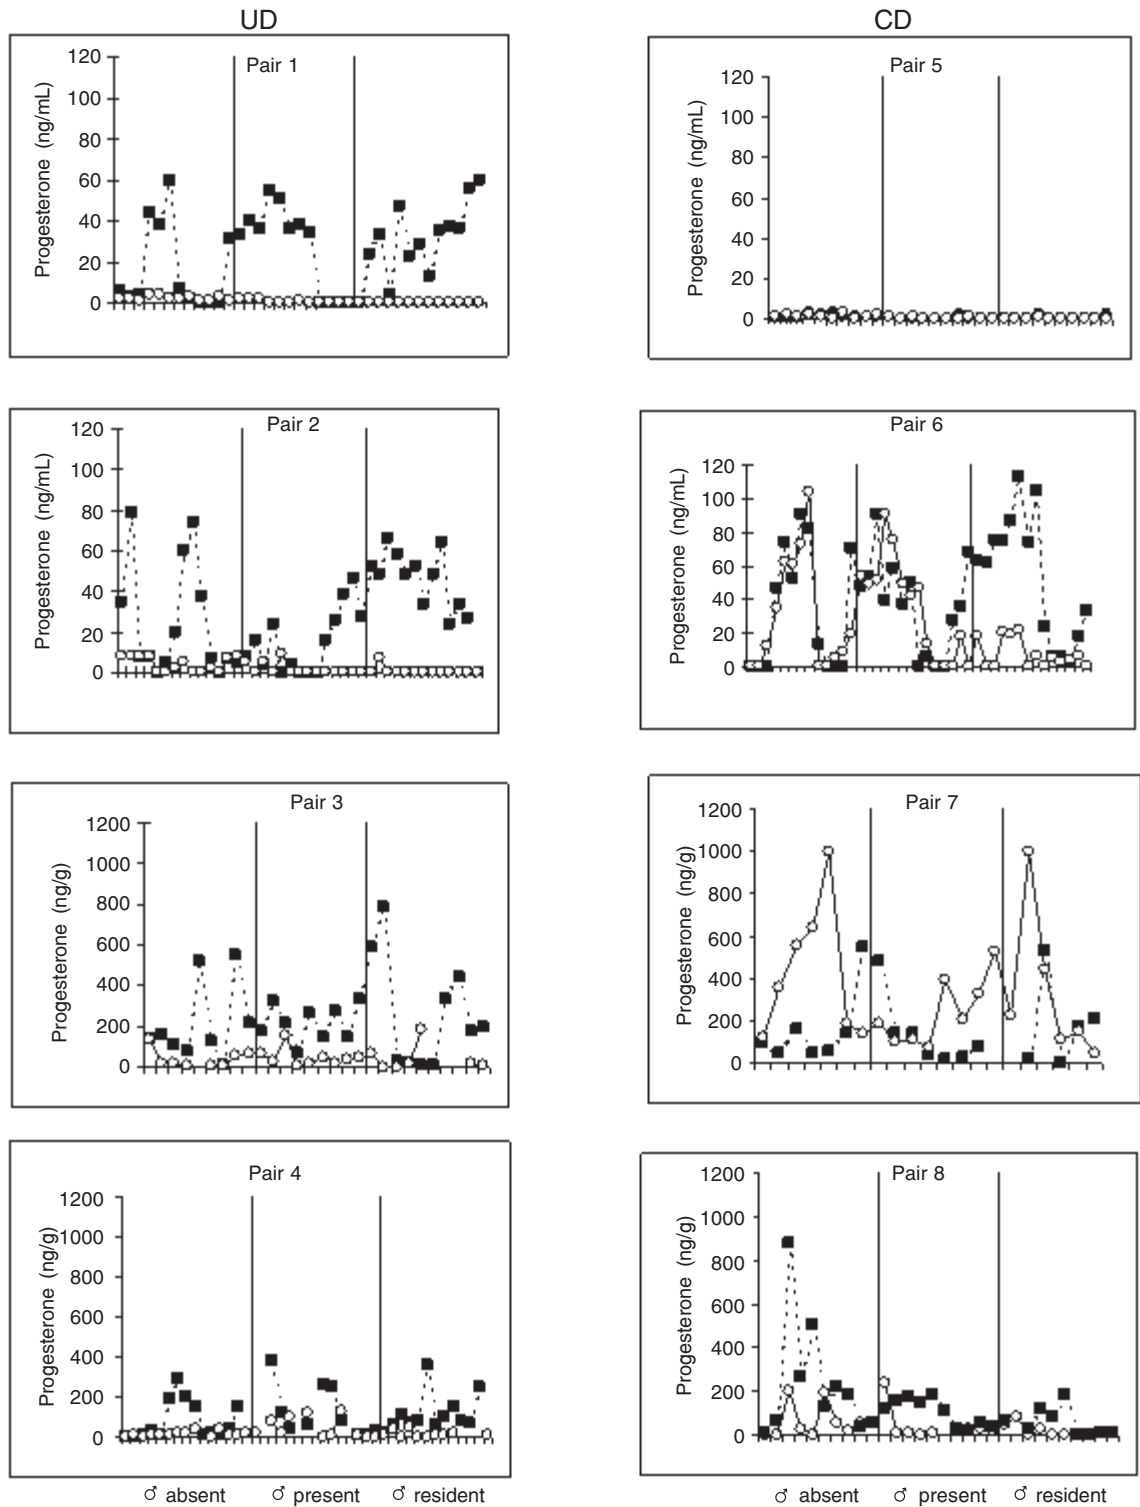 UD
CD
Pair 1
Progesterone (ng/mL)
120
100
80
60
40
20
0
Pair 5
Progesterone (ng/mL)
120
100
80
60
40
20
0
Pair 2
Progesterone (ng/mL)
120
100
80
60
40
20
0
Pair 6
Progesterone (ng/mL)
120
100
80
60
40
20
0
Pair 3
Progesterone (ng/g)
1200
1000
800
600
400
200
0
Pair 7
Progesterone (ng/g)
1200
1000
800
600
400
200
0
Pair 4
Progesterone (ng/g)
1200
1000
800
600
400
200
0
Pair 8
Progesterone (ng/g)
1200
1000
800
600
400
200
0
♂ absent ♂ present ♂ resident
♂ absent ♂ present ♂ resident